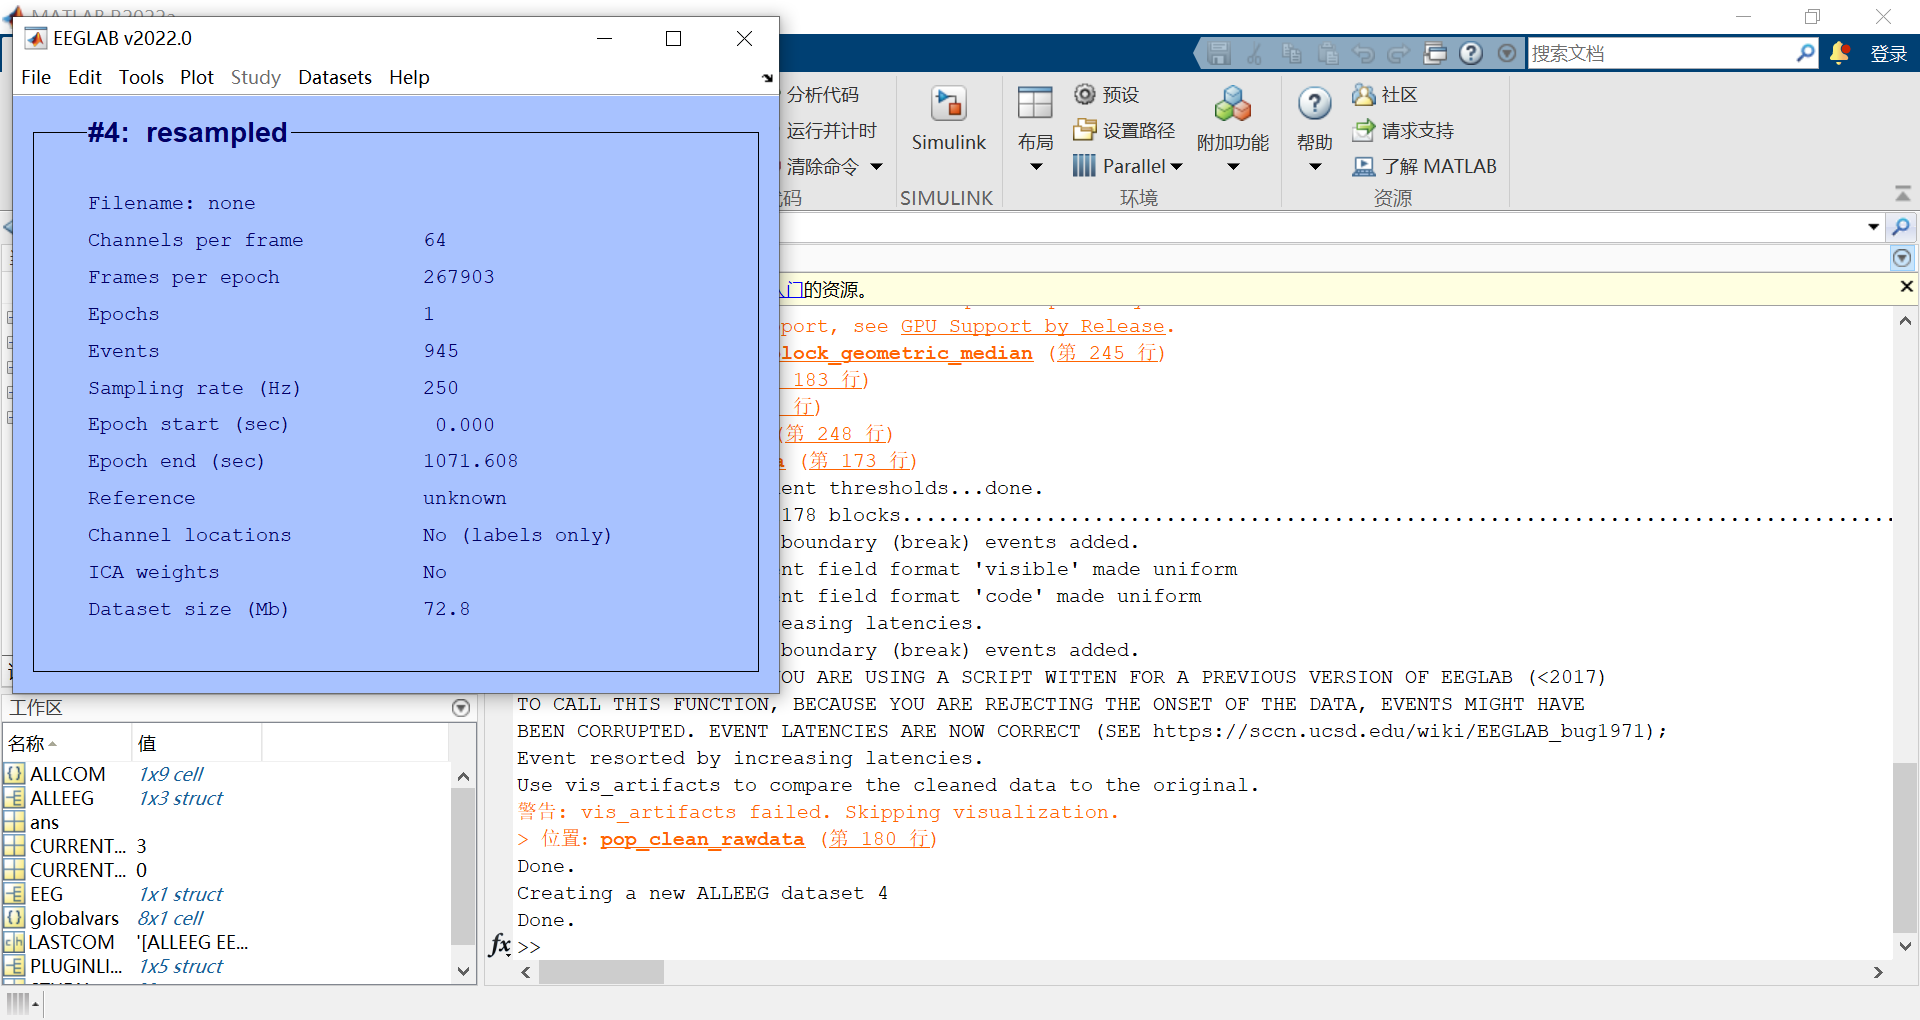 MATLAB R2022a
EEGLAB v2022.0
File Edit Tools Plot Study Datasets Help
#4: resampled
Filename: none
Channels per frame 64
Frames per epoch 267903
Epochs 1
Events 945
Sampling rate (Hz) 250
Epoch start (sec) 0.000
Epoch end (sec) 1071.608
Reference unknown
Channel locations No (labels only)
ICA weights No
Dataset size (Mb) 72.8
搜索文档
登录
分析代码
运行并计时
清除命令
码
Simulink
SIMULINK
布局
预设
设置路径
Parallel
环境
附加功能
帮助
社区
请求支持
了解 MATLAB
资源
入门的资源。
port, see GPU Support by Release.
lock_geometric_median (第 245 行)
183 行)
行)
(第 248 行)
a (第 173 行)
ent thresholds...done.
178 blocks...................................................................................
boundary (break) events added.
nt field format 'visible' made uniform
nt field format 'code' made uniform
easing latencies.
boundary (break) events added.
OU ARE USING A SCRIPT WITTEN FOR A PREVIOUS VERSION OF EEGLAB (<2017)
TO CALL THIS FUNCTION, BECAUSE YOU ARE REJECTING THE ONSET OF THE DATA, EVENTS MIGHT HAVE
BEEN CORRUPTED. EVENT LATENCIES ARE NOW CORRECT (SEE https://sccn.ucsd.edu/wiki/EEGLAB_bug1971);
Event resorted by increasing latencies.
Use vis_artifacts to compare the cleaned data to the original.
警告: vis_artifacts failed. Skipping visualization.
> 位置: pop_clean_rawdata (第 180 行)
Done.
Creating a new ALLEEG dataset 4
Done.
fx >>
工作区
名称 值
ALLCOM 1x9 cell
ALLEEG 1x3 struct
ans
CURRENT... 3
CURRENT... 0
EEG 1x1 struct
globalvars 8x1 cell
LASTCOM '[ALLEEG EE...
PLUGINLI... 1x5 struct